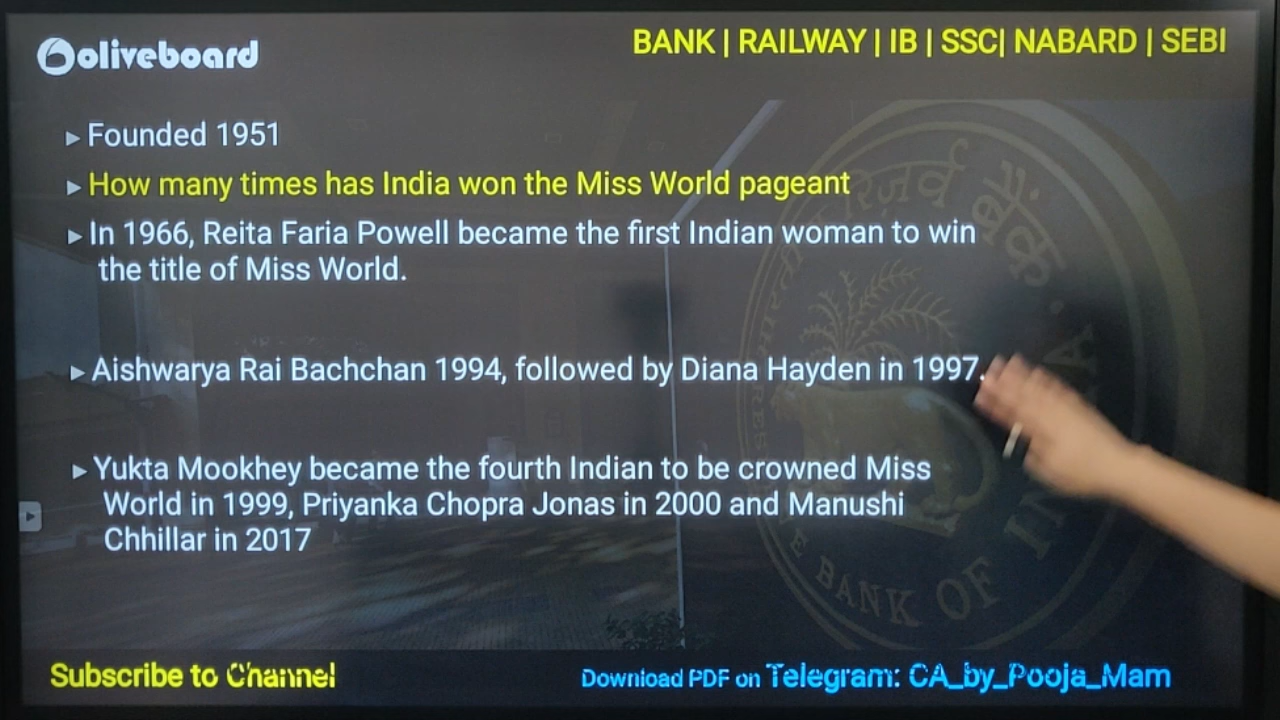 oliveboard
BANK | RAILWAY | IB | SSC| NABARD | SEBI
Founded 1951
How many times has India won the Miss World pageant
In 1966, Reita Faria Powell became the first Indian woman to win
the title of Miss World.
Aishwarya Rai Bachchan 1994, followed by Diana Hayden in 1997.
Yukta Mookhey became the fourth Indian to be crowned Miss
World in 1999, Priyanka Chopra Jonas in 2000 and Manushi
Chhillar in 2017
रिज़र्व बैंक
BANK OF
Subscribe to Channel
Download PDF on Telegram: CA_by_Pooja_Mam